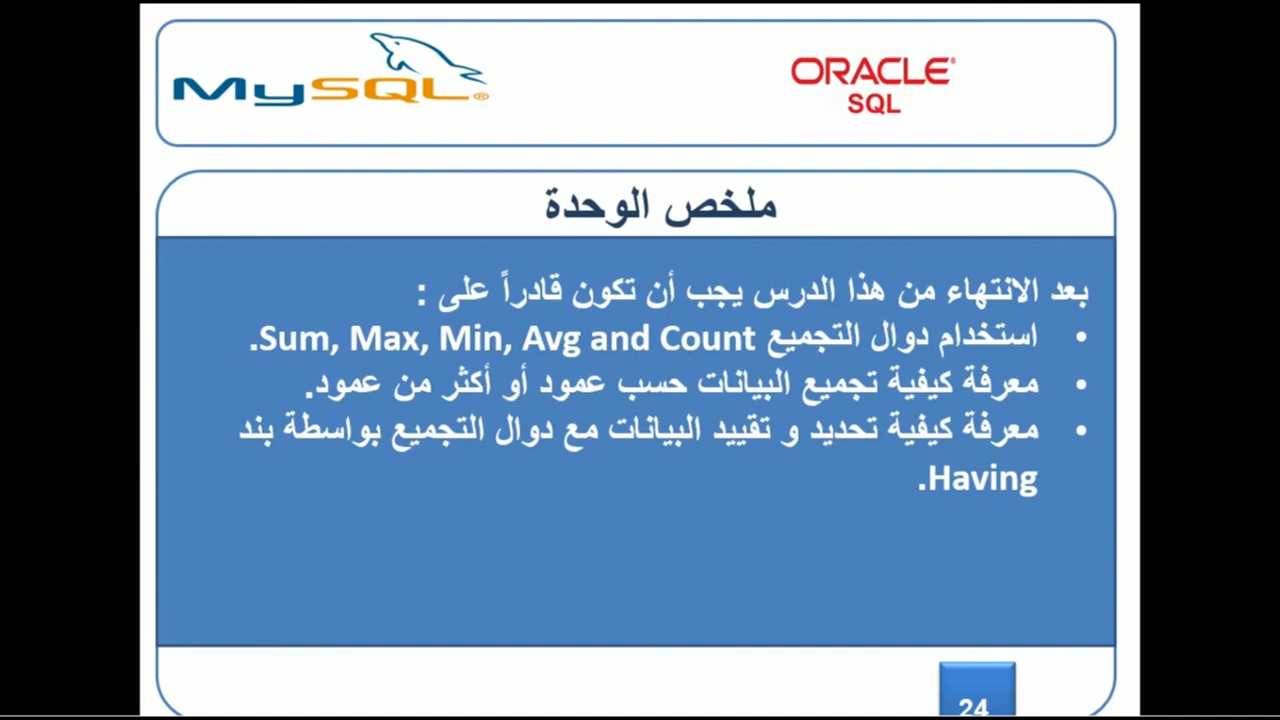 MySQL®
ORACLE®
SQL
ملخص الوحدة
بعد الانتهاء من هذا الدرس يجب أن تكون قادراً على :
• استخدام دوال التجميع Sum, Max, Min, Avg and Count.
• معرفة كيفية تجميع البيانات حسب عمود أو أكثر من عمود.
• معرفة كيفية تحديد و تقييد البيانات مع دوال التجميع بواسطة بند
Having.
24